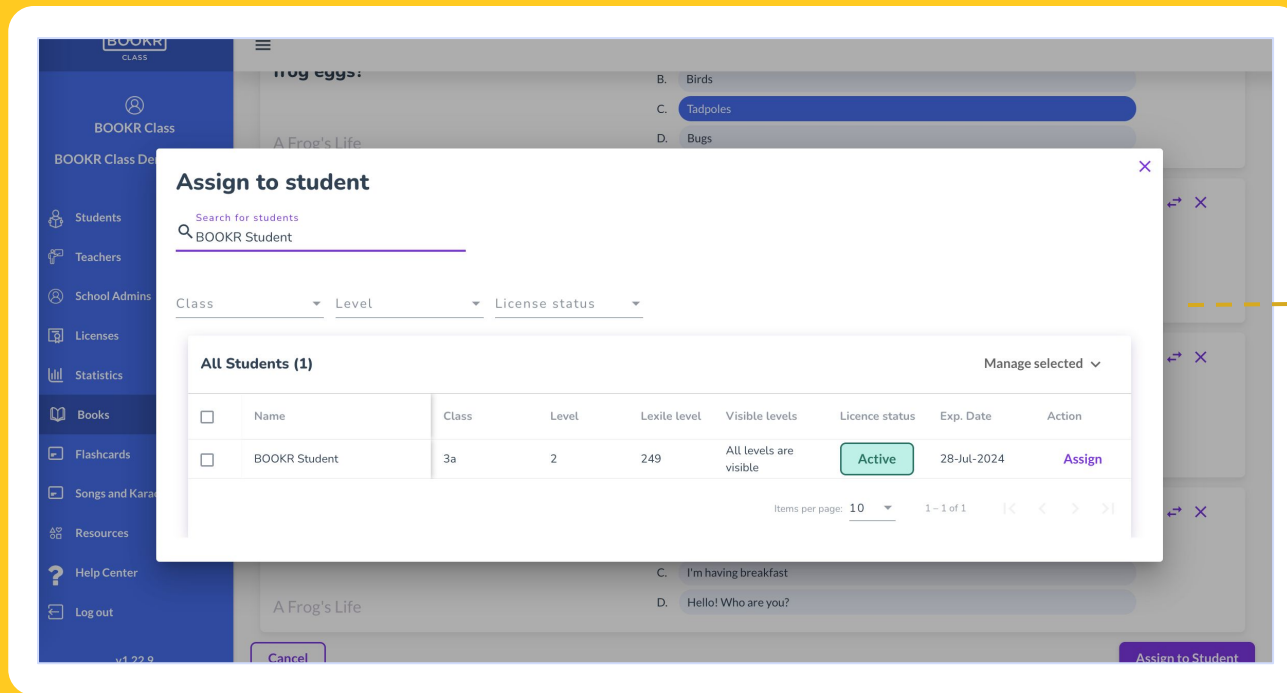 BOOKR
CLASS
BOOKR Class
BOOKR Class De
Students
Teachers
School Admins
Licenses
Statistics
Books
Flashcards
Songs and Kara
Resources
Help Center
Log out
v1.22.9
frog eggs?
A Frog's Life
B. Birds
C. Tadpoles
D. Bugs
Assign to student
Search for students
BOOKR Student
Class Level License status
All Students (1) Manage selected
Name Class Level Lexile level Visible levels Licence status Exp. Date Action
BOOKR Student 3a 2 249 All levels are visible Active 28-Jul-2024 Assign
Items per page: 10 1 – 1 of 1
C. I'm having breakfast
A Frog's Life
D. Hello! Who are you?
Cancel Assign to Student